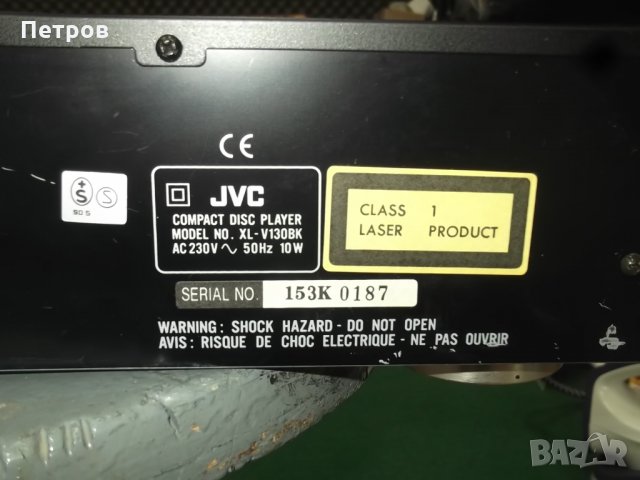 Петров
CE
+
S
S
90 5
JVC
COMPACT DISC PLAYER
MODEL NO. XL-V130BK
AC 230V ∿ 50Hz 10W
CLASS 1
LASER PRODUCT
SERIAL NO. 153K 0187
WARNING: SHOCK HAZARD - DO NOT OPEN
AVIS: RISQUE DE CHOC ELECTRIQUE - NE PAS OUVRIR
BAZAR